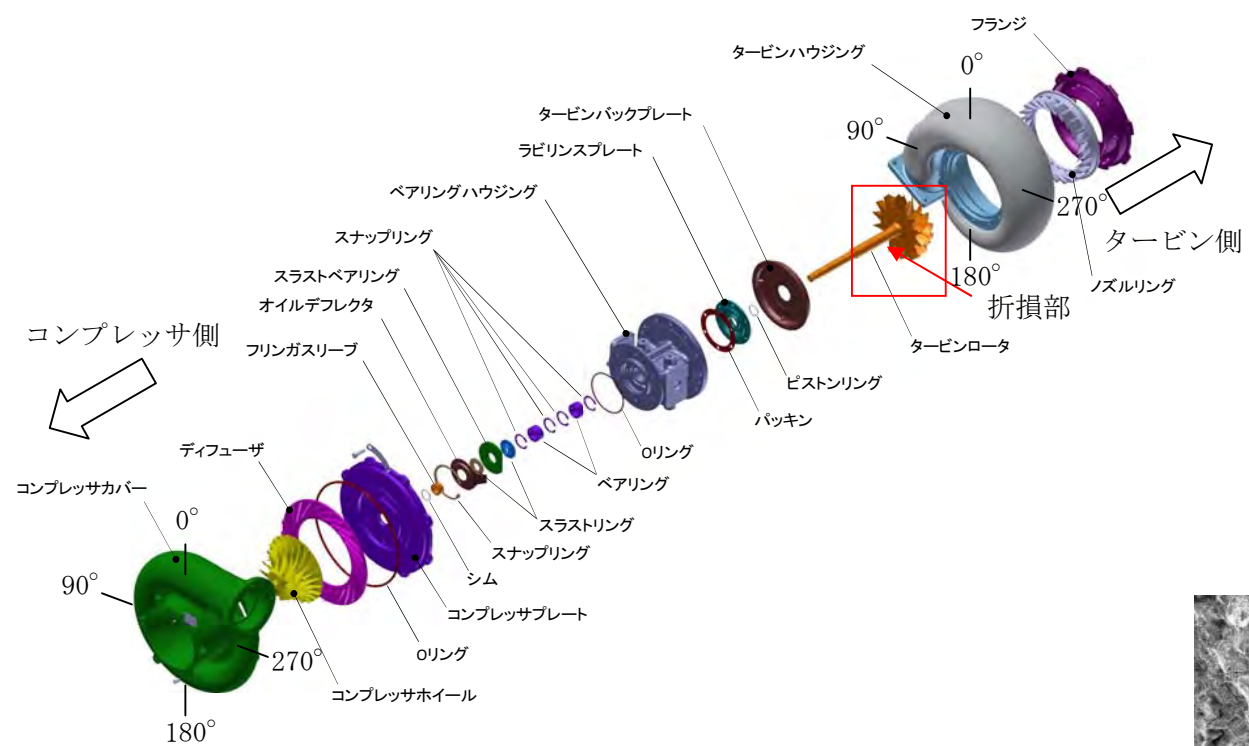 フランジ
タービンハウジング
0°
タービンバックプレート
90°
ラビリンスプレート
ベアリングハウジング
270°
スナップリング
タービン側
180°
スラストベアリング
ノズルリング
オイルデフレクタ
折損部
コンプレッサ側
フリンガスリーブ
タービンロータ
ピストンリング
パッキン
Oリング
ディフューザ
ベアリング
コンプレッサカバー
0°
スラストリング
スナップリング
シム
90°
コンプレッサプレート
Oリング
270°
コンプレッサホイール
180°